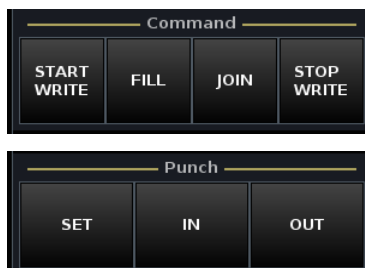 Command
START WRITE
FILL
JOIN
STOP WRITE
Punch
SET
IN
OUT